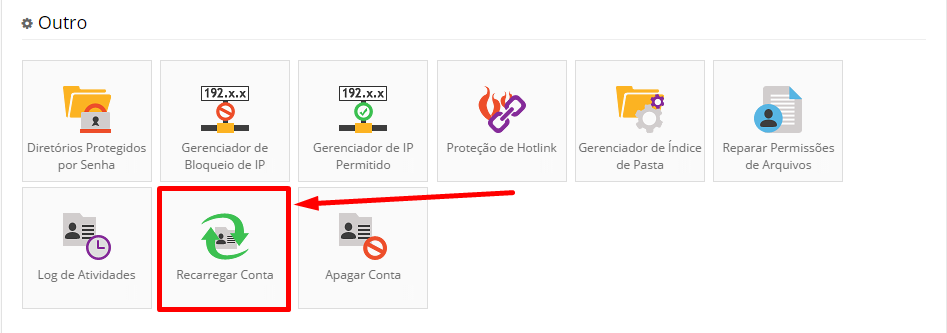 Outro
192.x.x
192.x.x
Diretórios Protegidos
por Senha
Gerenciador de
Bloqueio de IP
Gerenciador de IP
Permitido
Proteção de Hotlink
Gerenciador de Índice
de Pasta
Reparar Permissões
de Arquivos
Log de Atividades
Recarregar Conta
Apagar Conta